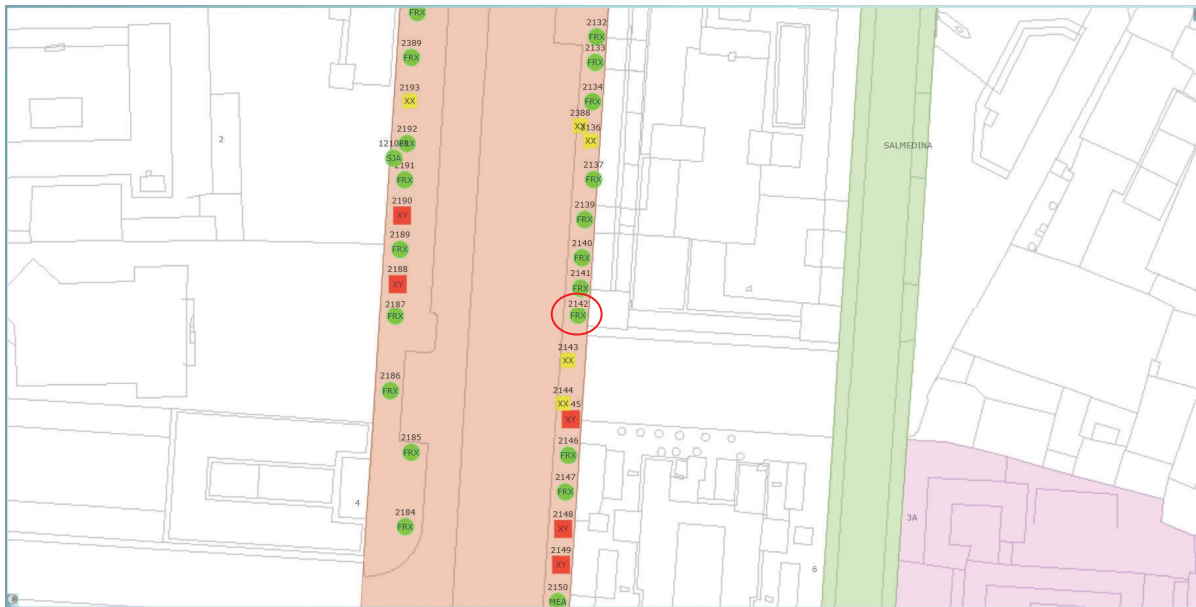 FRX
2132
FRX
2389
FRX
2133
FRX
2193
XX
2134
FRX
2388
XX
2136
XX
2192
FRX
12108
SJA
2191
FRX
2137
FRX
SALMEDINA
2
2190
XY
2139
FRX
2189
FRX
2140
FRX
2188
XY
2141
FRX
2187
FRX
2142
FRX
2143
XX
2186
FRX
2144
XX
45
XY
2185
FRX
2146
FRX
2147
FRX
4
2184
FRX
2148
XY
3A
2149
XY
6
2150
MEA